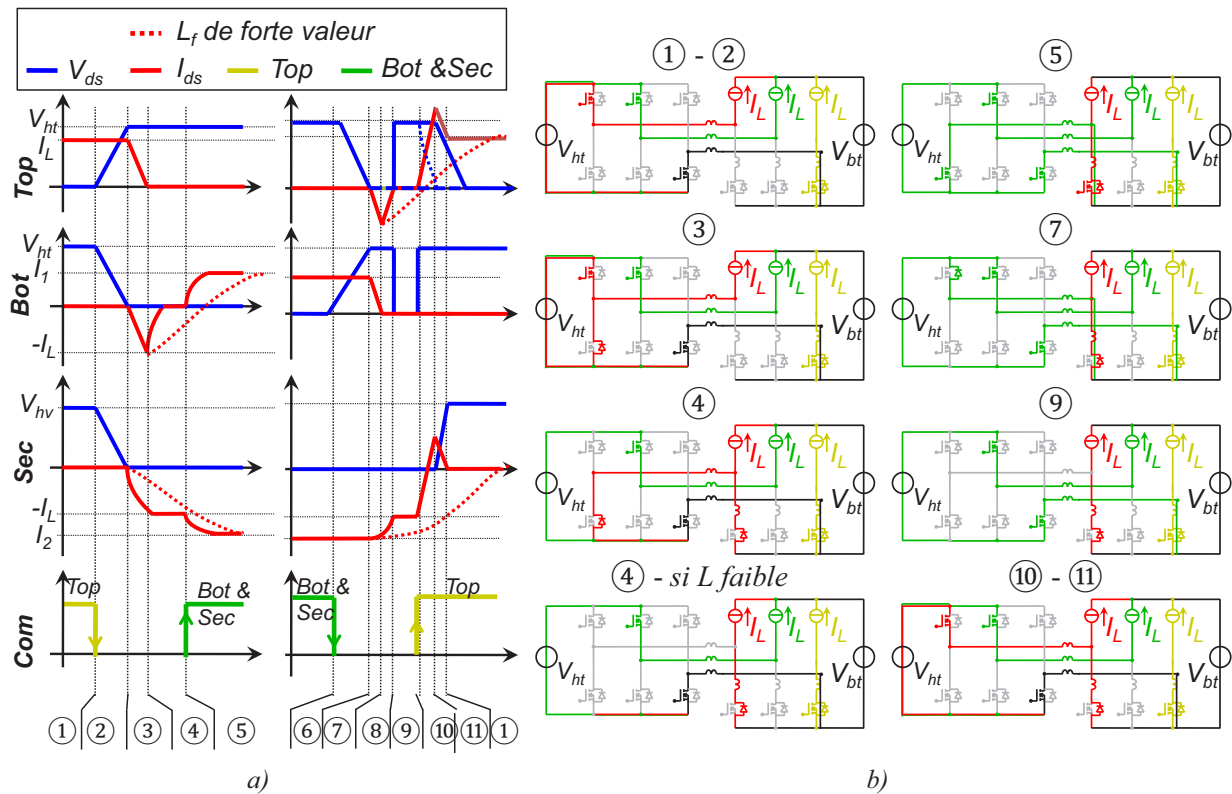 L_f de forte valeur
V_ds I_ds Top Bot &Sec
Top
V_ht
I_L
Bot
V_ht
I_1
-I_L
Sec
V_hv
-I_L
I_2
Com
Top
Bot &
Sec
Bot &
Sec
Top
① ② ③ ④ ⑤ ⑥ ⑦ ⑧ ⑨ ⑩ ⑪ ①
a)
① - ②
V_ht
I_L
I_L
I_L
V_bt
⑤
V_ht
I_L
I_L
I_L
V_bt
③
V_ht
I_L
I_L
I_L
V_bt
⑦
V_ht
I_L
I_L
I_L
V_bt
④
V_ht
I_L
I_L
I_L
V_bt
⑨
V_ht
I_L
I_L
I_L
V_bt
④ - si L faible
V_ht
I_L
I_L
I_L
V_bt
⑩ - ⑪
V_ht
I_L
I_L
I_L
V_bt
b)